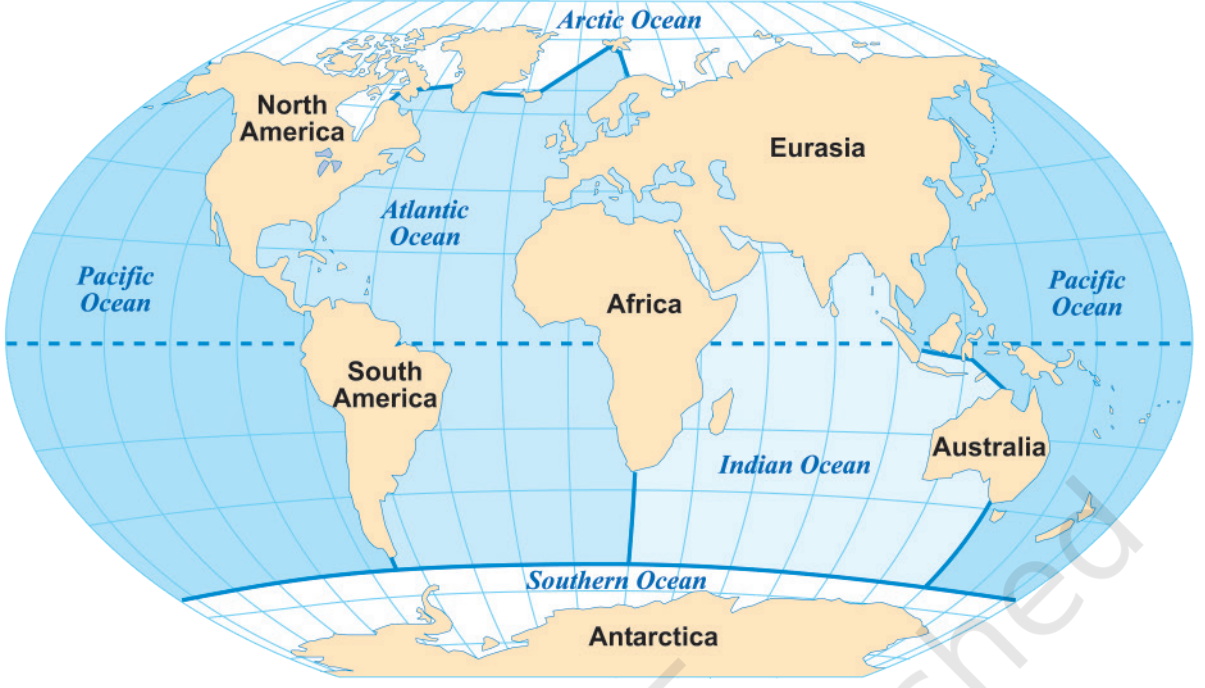 Arctic Ocean
North
America
Eurasia
Atlantic
Ocean
Pacific
Ocean
Africa
Pacific
Ocean
South
America
Australia
Indian Ocean
Southern Ocean
Antarctica